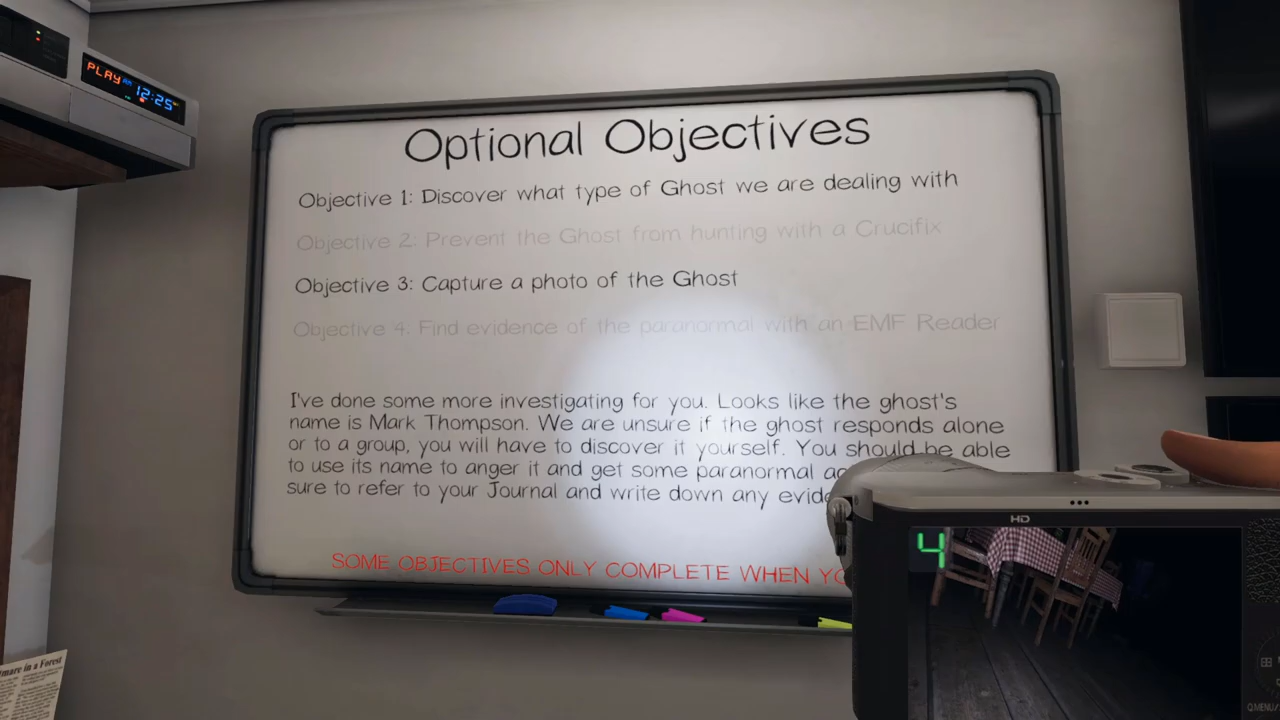 PLAY 12:25
Optional Objectives
Objective 1: Discover what type of Ghost we are dealing with
Objective 2: Prevent the Ghost from hunting with a Crucifix
Objective 3: Capture a photo of the Ghost
Objective 4: Find evidence of the paranormal with an EMF Reader
I've done some more investigating for you. Looks like the ghost's
name is Mark Thompson. We are unsure if the ghost responds alone
or to a group, you will have to discover it yourself. You should be able
to use its name to anger it and get some paranormal
sure to refer to your Journal and write down any
SOME OBJECTIVES ONLY COMPLETE WHEN
HD
4
in a Forest
Q.MENU